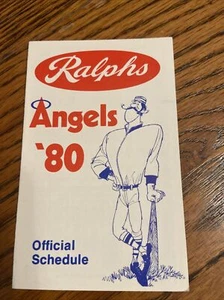 Ralphs
Angels
'80
Official
Schedule